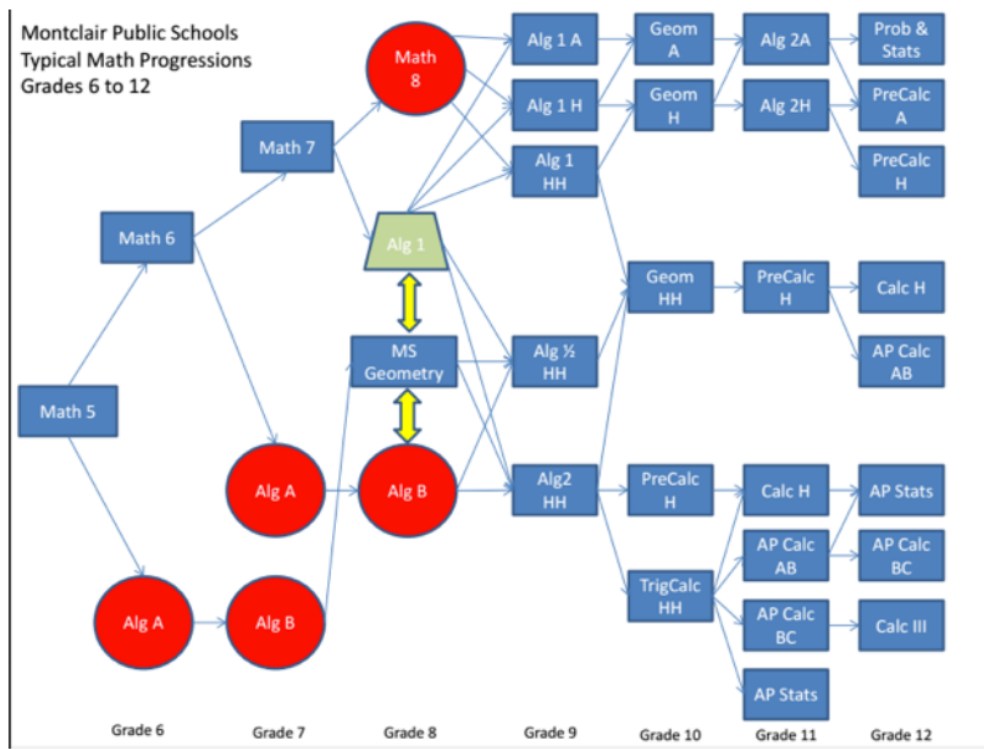 Montclair Public Schools
Typical Math Progressions
Grades 6 to 12
Math 5
Math 6
Alg A
Math 7
Alg A
Alg B
Math
8
Alg 1
MS
Geometry
Alg B
Alg 1 A
Alg 1 H
Alg 1
HH
Alg ½
HH
Alg2
HH
Geom
A
Geom
H
Geom
HH
PreCalc
H
TrigCalc
HH
Alg 2A
Alg 2H
PreCalc
H
Calc H
AP Calc
AB
AP Calc
BC
AP Stats
Prob &
Stats
PreCalc
A
PreCalc
H
Calc H
AP Calc
AB
AP Stats
AP Calc
BC
Calc III
Grade 6
Grade 7
Grade 8
Grade 9
Grade 10
Grade 11
Grade 12